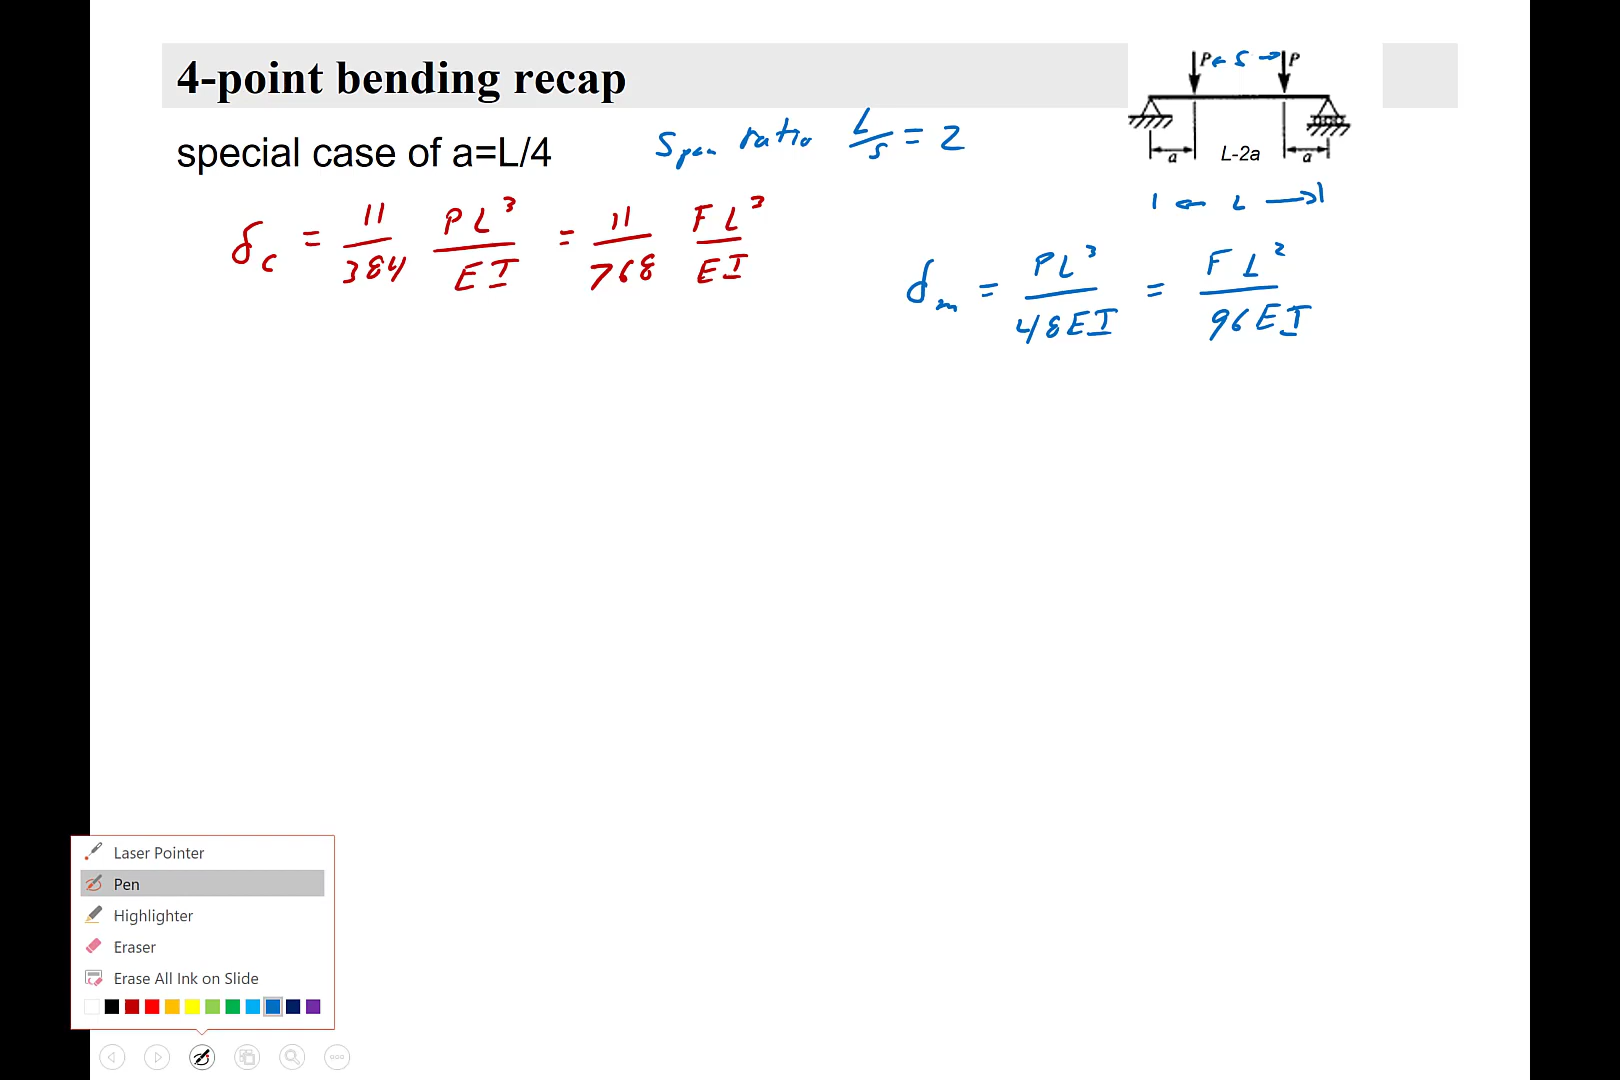 4-point bending recap
P ← S → P
special case of a=L/4
Span ratio L/S = 2
a L-2a a
← L →
δc = 11/384 PL³/EI = 11/768 FL³/EI
δm = PL³/48EI = FL²/96EI
Laser Pointer
Pen
Highlighter
Eraser
Erase All Ink on Slide